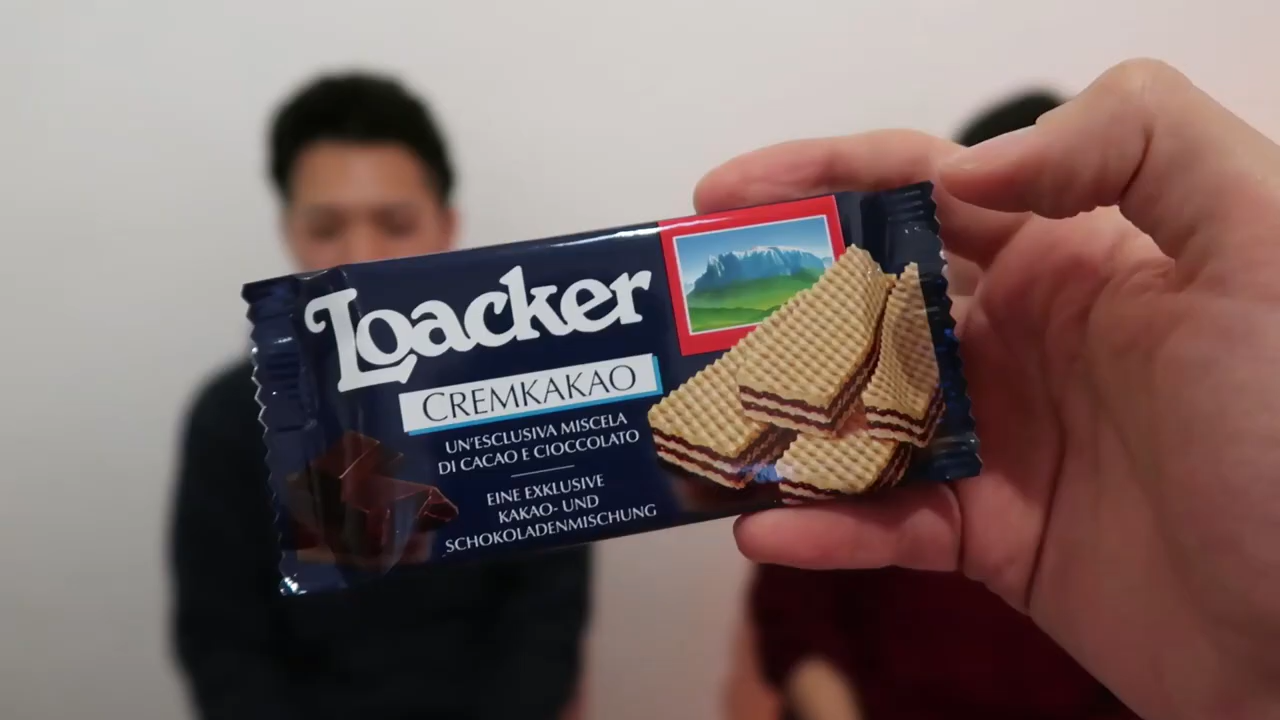 Loacker
CREMKAKAO
UN'ESCLUSIVA MISCELA
DI CACAO E CIOCCOLATO
EINE EXKLUSIVE
KAKAO- UND
SCHOKOLADENMISCHUNG